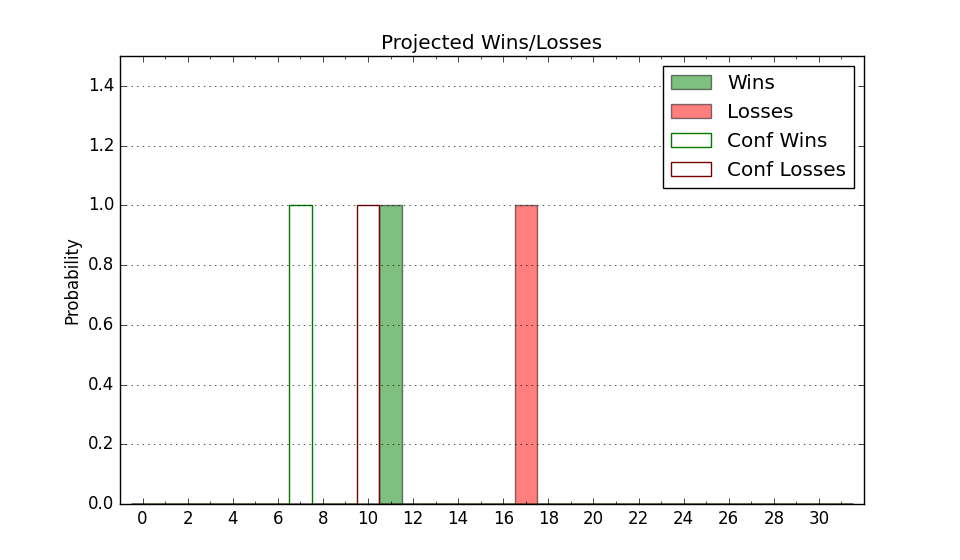 Projected Wins/Losses
Wins
Losses
Conf Wins
Conf Losses
Probability
1.4
1.2
1.0
0.8
0.6
0.4
0.2
0.0
0 2 4 6 8 10 12 14 16 18 20 22 24 26 28 30